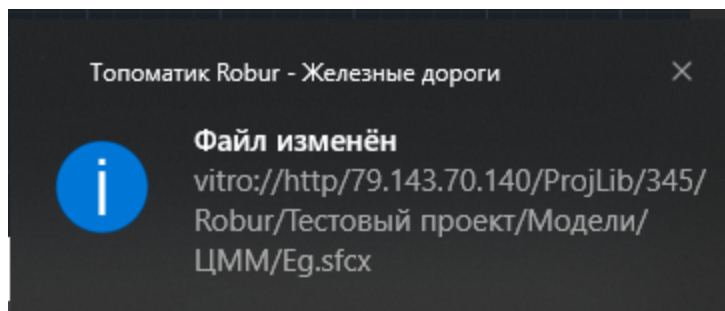 Топоматик Robur - Железные дороги
Файл изменён
vitro://http/79.143.70.140/ProjLib/345/
Robur/Тестовый проект/Модели/
ЦММ/Eg.sfcx